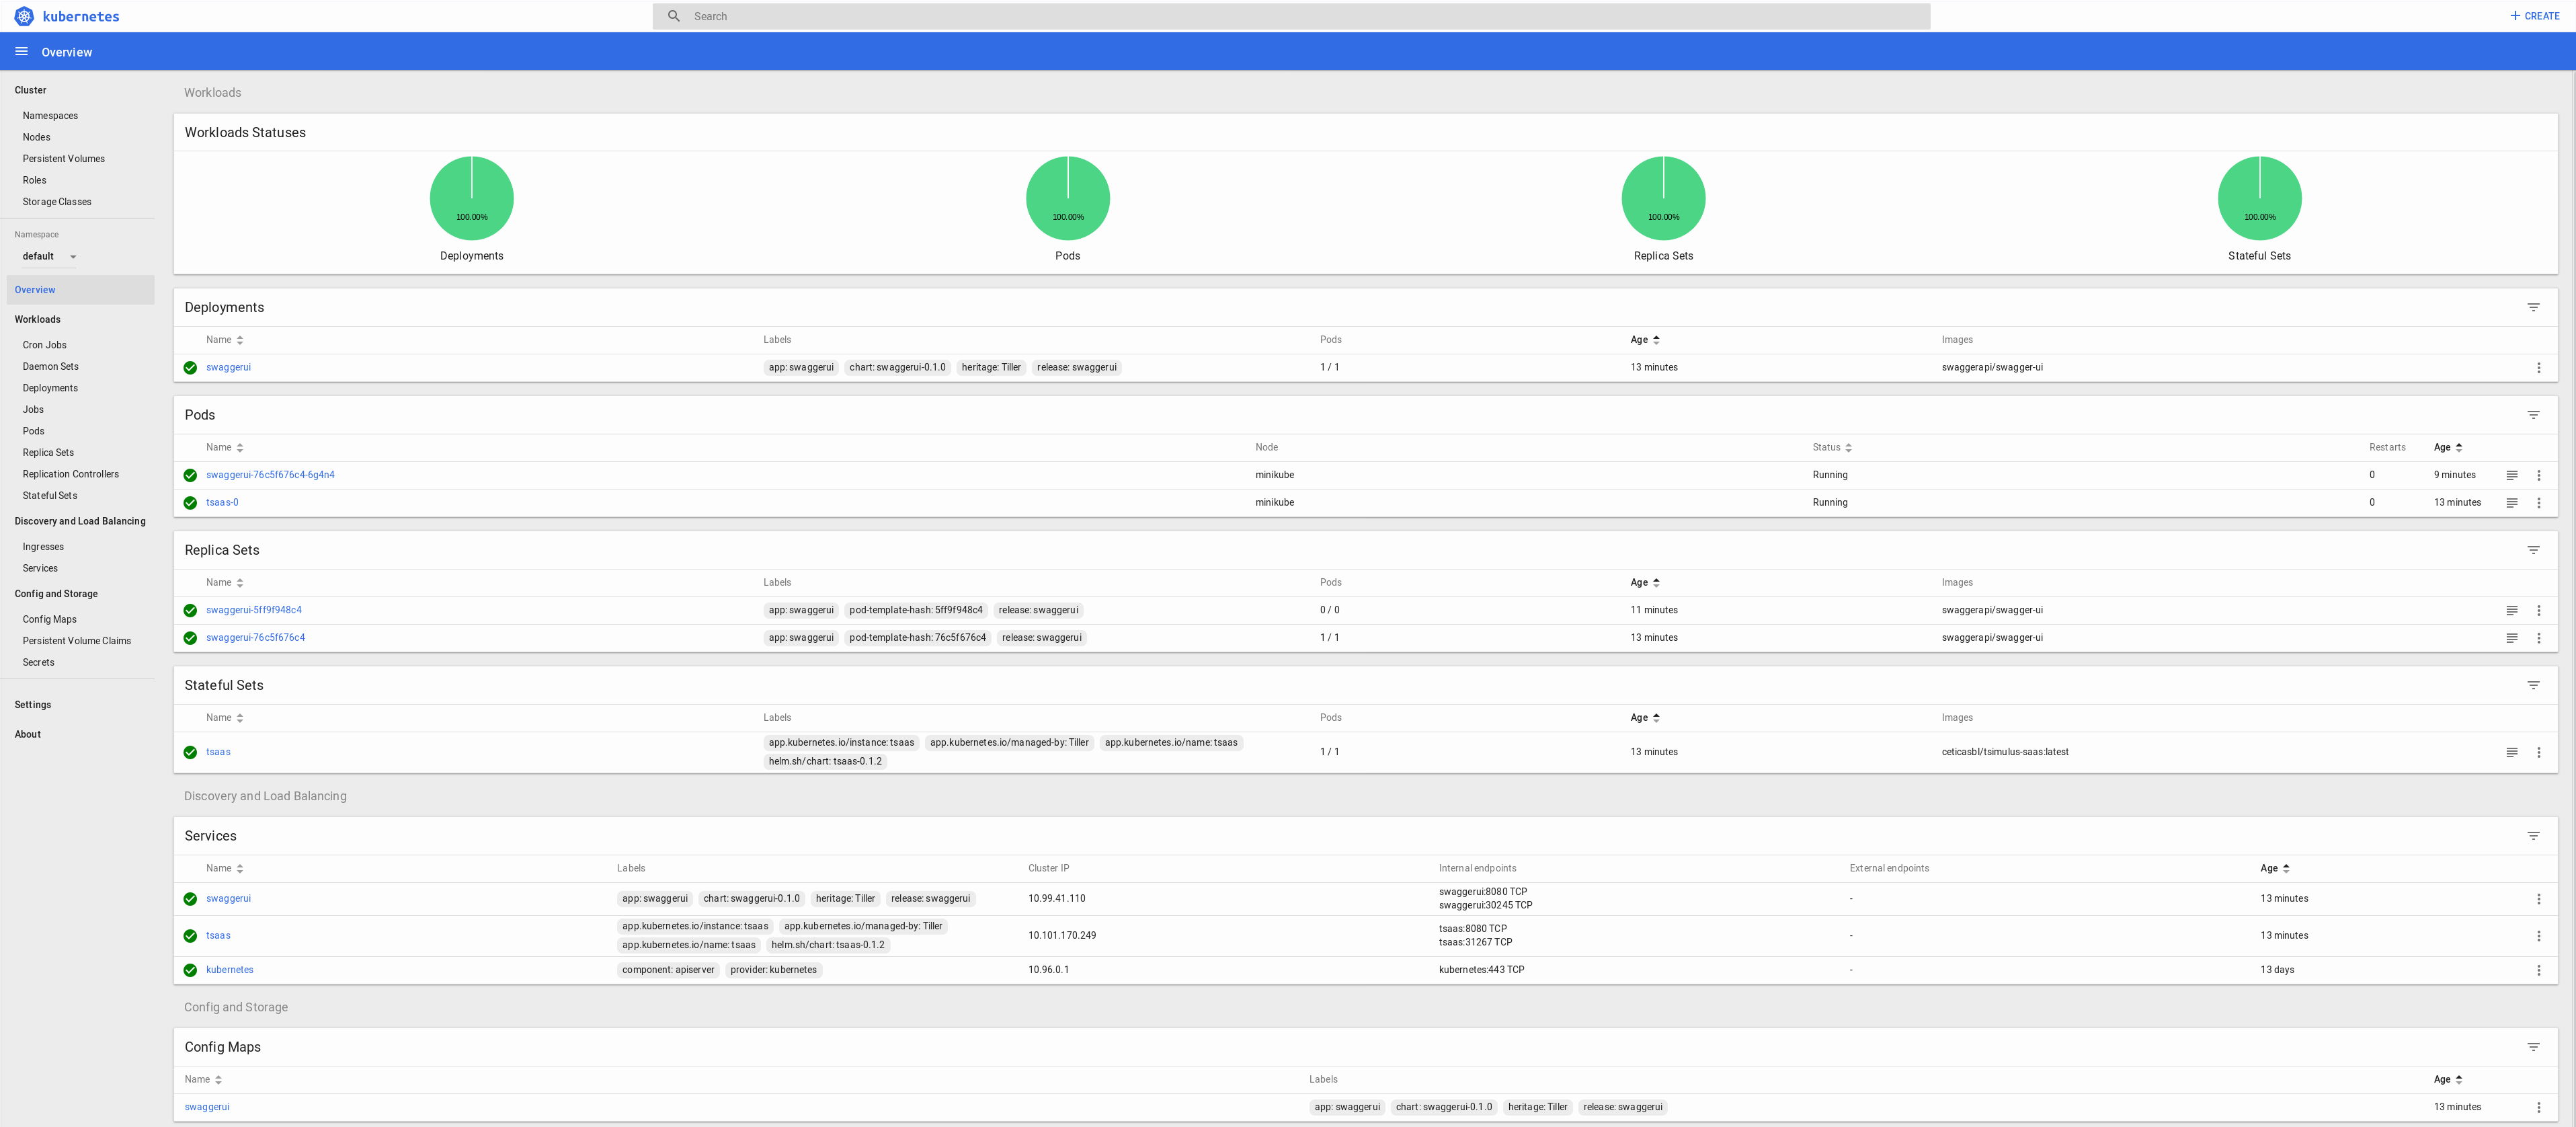 kubernetes
Search
CREATE
Overview
Cluster
Namespaces
Nodes
Persistent Volumes
Roles
Storage Classes
Namespace
default
Overview
Workloads
Cron Jobs
Daemon Sets
Deployments
Jobs
Pods
Replica Sets
Replication Controllers
Stateful Sets
Discovery and Load Balancing
Ingresses
Services
Config and Storage
Config Maps
Persistent Volume Claims
Secrets
Settings
About
Workloads
Workloads Statuses
100.00% 100.00% 100.00% 100.00%
Deployments Pods Replica Sets Stateful Sets
Deployments
Name Labels Pods Age Images
swaggerui app: swaggerui chart: swaggerui-0.1.0 heritage: Tiller release: swaggerui 1 / 1 13 minutes swaggerapi/swagger-ui
Pods
Name Node Status Restarts Age
swaggerui-76c5f676c4-6g4n4 minikube Running 0 9 minutes
tsaas-0 minikube Running 0 13 minutes
Replica Sets
Name Labels Pods Age Images
swaggerui-5ff9f948c4 app: swaggerui pod-template-hash: 5ff9f948c4 release: swaggerui 0 / 0 11 minutes swaggerapi/swagger-ui
swaggerui-76c5f676c4 app: swaggerui pod-template-hash: 76c5f676c4 release: swaggerui 1 / 1 13 minutes swaggerapi/swagger-ui
Stateful Sets
Name Labels Pods Age Images
tsaas app.kubernetes.io/instance: tsaas app.kubernetes.io/managed-by: Tiller app.kubernetes.io/name: tsaas 1 / 1 13 minutes ceticasbl/tsimulus-saas:latest
helm.sh/chart: tsaas-0.1.2
Discovery and Load Balancing
Services
Name Labels Cluster IP Internal endpoints External endpoints Age
swaggerui app: swaggerui chart: swaggerui-0.1.0 heritage: Tiller release: swaggerui 10.99.41.110 swaggerui:8080 TCP - 13 minutes
swaggerui:30245 TCP
tsaas app.kubernetes.io/instance: tsaas app.kubernetes.io/managed-by: Tiller 10.101.170.249 tsaas:8080 TCP - 13 minutes
app.kubernetes.io/name: tsaas helm.sh/chart: tsaas-0.1.2 tsaas:31267 TCP
kubernetes component: apiserver provider: kubernetes 10.96.0.1 kubernetes:443 TCP - 13 days
Config and Storage
Config Maps
Name Labels Age
swaggerui app: swaggerui chart: swaggerui-0.1.0 heritage: Tiller release: swaggerui 13 minutes